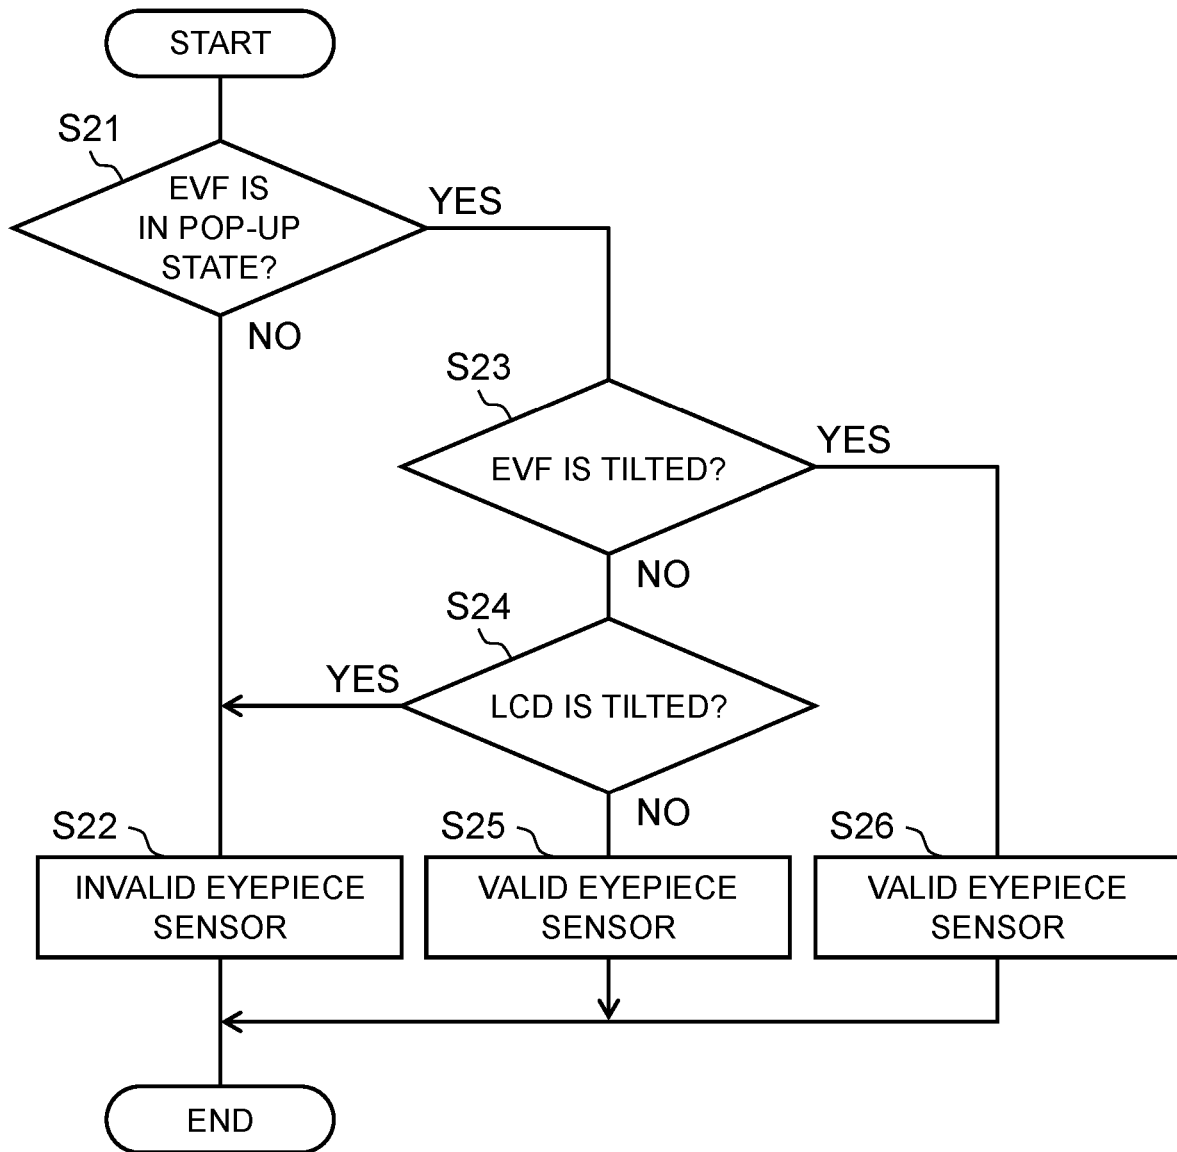 START
S21
EVF IS
IN POP-UP
STATE?
YES
NO
S23
EVF IS TILTED?
YES
NO
S24
YES
LCD IS TILTED?
NO
S22
INVALID EYEPIECE
SENSOR
S25
VALID EYEPIECE
SENSOR
S26
VALID EYEPIECE
SENSOR
END